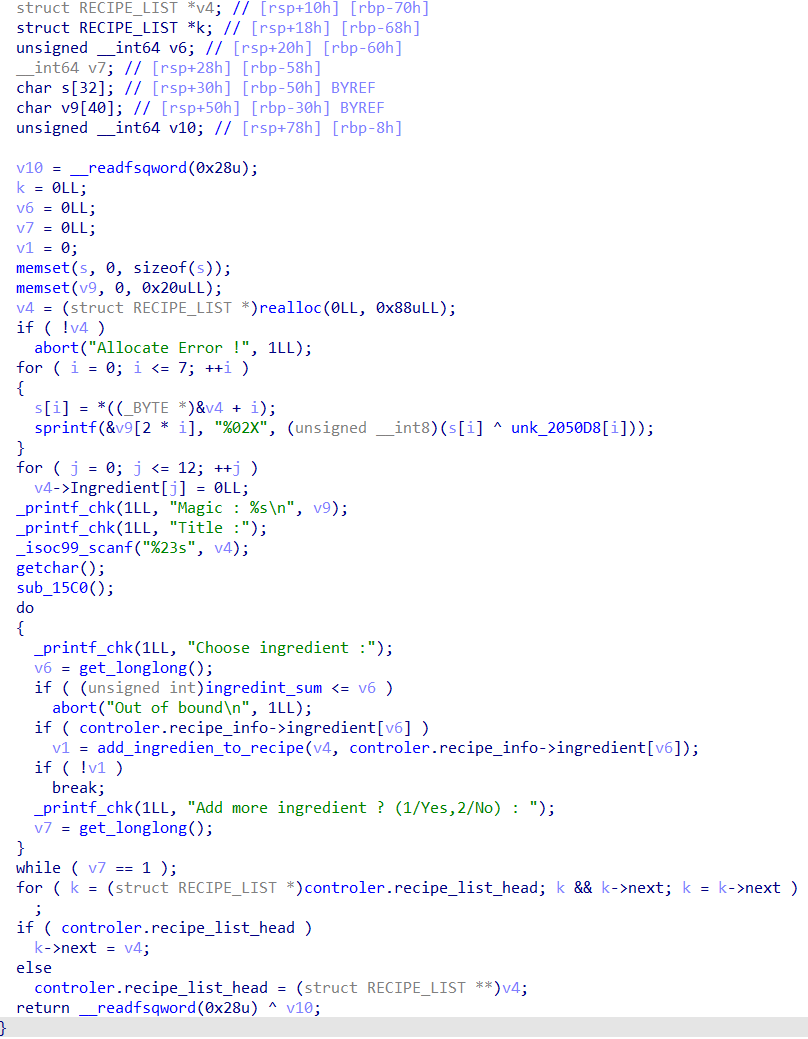 struct RECIPE_LIST *v4; // [rsp+10h] [rbp-70h]
struct RECIPE_LIST *k; // [rsp+18h] [rbp-68h]
unsigned __int64 v6; // [rsp+20h] [rbp-60h]
__int64 v7; // [rsp+28h] [rbp-58h]
char s[32]; // [rsp+30h] [rbp-50h] BYREF
char v9[40]; // [rsp+50h] [rbp-30h] BYREF
unsigned __int64 v10; // [rsp+78h] [rbp-8h]

v10 = __readfsqword(0x28u);
k = 0LL;
v6 = 0LL;
v7 = 0LL;
v1 = 0;
memset(s, 0, sizeof(s));
memset(v9, 0, 0x20uLL);
v4 = (struct RECIPE_LIST *)realloc(0LL, 0x88uLL);
if ( !v4 )
  abort("Allocate Error !", 1LL);
for ( i = 0; i <= 7; ++i )
{
  s[i] = *((_BYTE *)&v4 + i);
  sprintf(&v9[2 * i], "%02X", (unsigned __int8)(s[i] ^ unk_2050D8[i]));
}
for ( j = 0; j <= 12; ++j )
  v4->Ingredient[j] = 0LL;
_printf_chk(1LL, "Magic : %s\n", v9);
_printf_chk(1LL, "Title :");
_isoc99_scanf("%23s", v4);
getchar();
sub_15C0();
do
{
  _printf_chk(1LL, "Choose ingredient :");
  v6 = get_longlong();
  if ( (unsigned int)ingredint_sum <= v6 )
    abort("Out of bound\n", 1LL);
  if ( controler.recipe_info->ingredient[v6] )
    v1 = add_ingredien_to_recipe(v4, controler.recipe_info->ingredient[v6]);
  if ( !v1 )
    break;
  _printf_chk(1LL, "Add more ingredient ? (1/Yes,2/No) : ");
  v7 = get_longlong();
}
while ( v7 == 1 );
for ( k = (struct RECIPE_LIST *)controler.recipe_list_head; k && k->next; k = k->next )
  ;
if ( controler.recipe_list_head )
  k->next = v4;
else
  controler.recipe_list_head = (struct RECIPE_LIST **)v4;
return __readfsqword(0x28u) ^ v10;
}